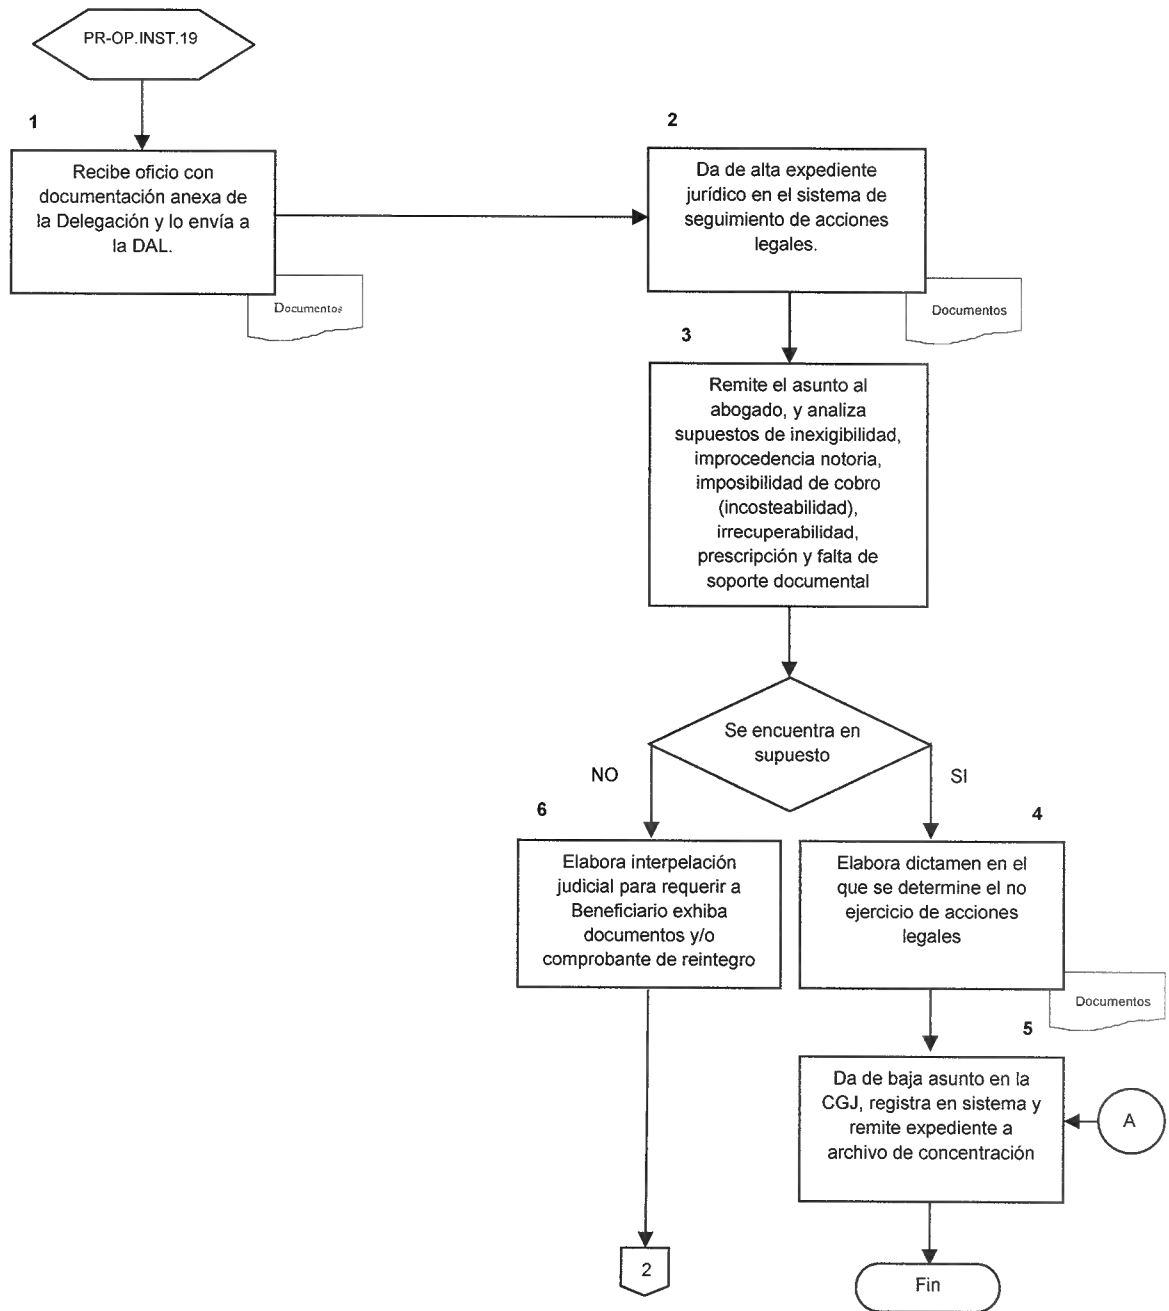 PR-OP.INST.19
1
Recibe oficio con
documentación anexa de
la Delegación y lo envía a
la DAL.
Documentos
2
Da de alta expediente
jurídico en el sistema de
seguimiento de acciones
legales.
Documentos
3
Remite el asunto al
abogado, y analiza
supuestos de inexigibilidad,
improcedencia notoria,
imposibilidad de cobro
(incosteabilidad),
irrecuperabilidad,
prescripción y falta de
soporte documental
Se encuentra en
supuesto
NO
SI
6
Elabora interpelación
judicial para requerir a
Beneficiario exhiba
documentos y/o
comprobante de reintegro
4
Elabora dictamen en el
que se determine el no
ejercicio de acciones
legales
Documentos
5
Da de baja asunto en la
CGJ, registra en sistema y
remite expediente a
archivo de concentración
A
2
Fin